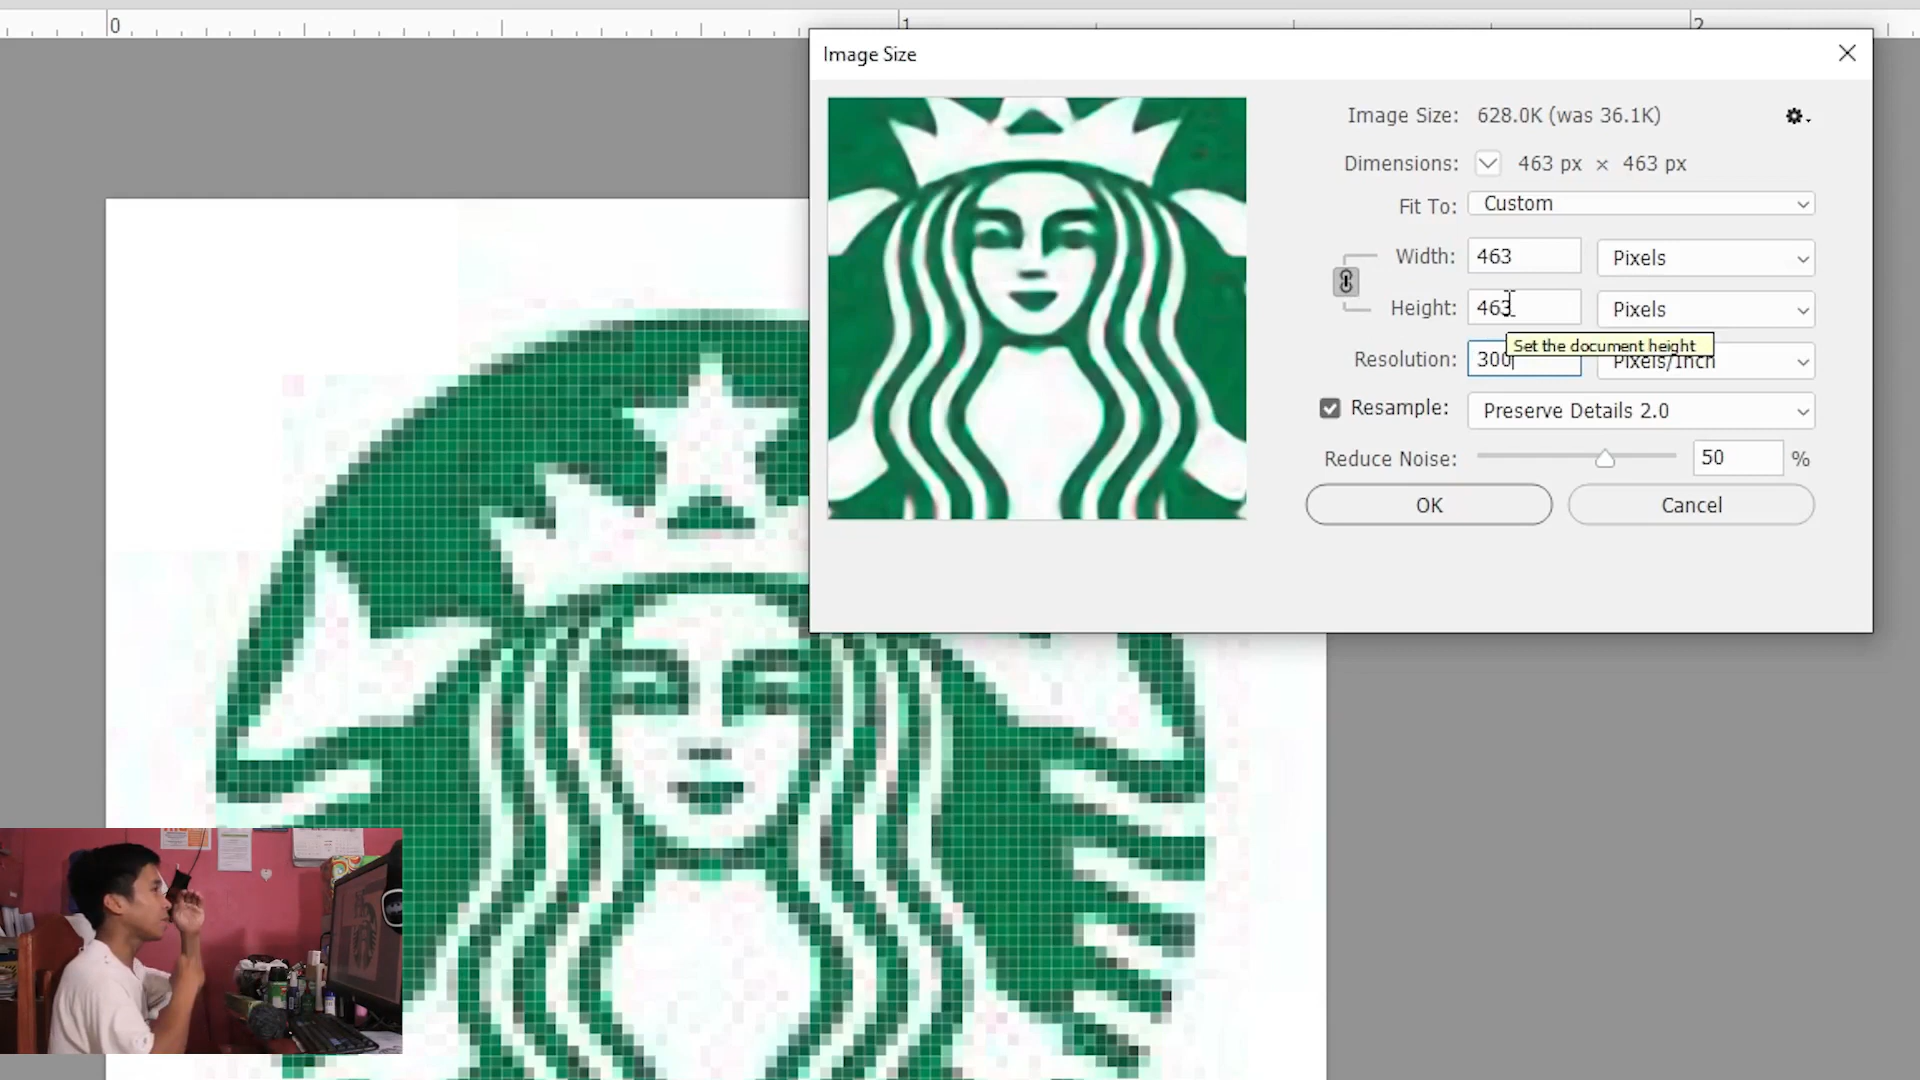 0 1 2
Image Size
Image Size: 628.0K (was 36.1K)
Dimensions: 463 px × 463 px
Fit To: Custom
Width: 463 Pixels
Height: 463 Pixels
Set the document height
Resolution: 300 Pixels/Inch
Resample: Preserve Details 2.0
Reduce Noise: 50 %
OK Cancel